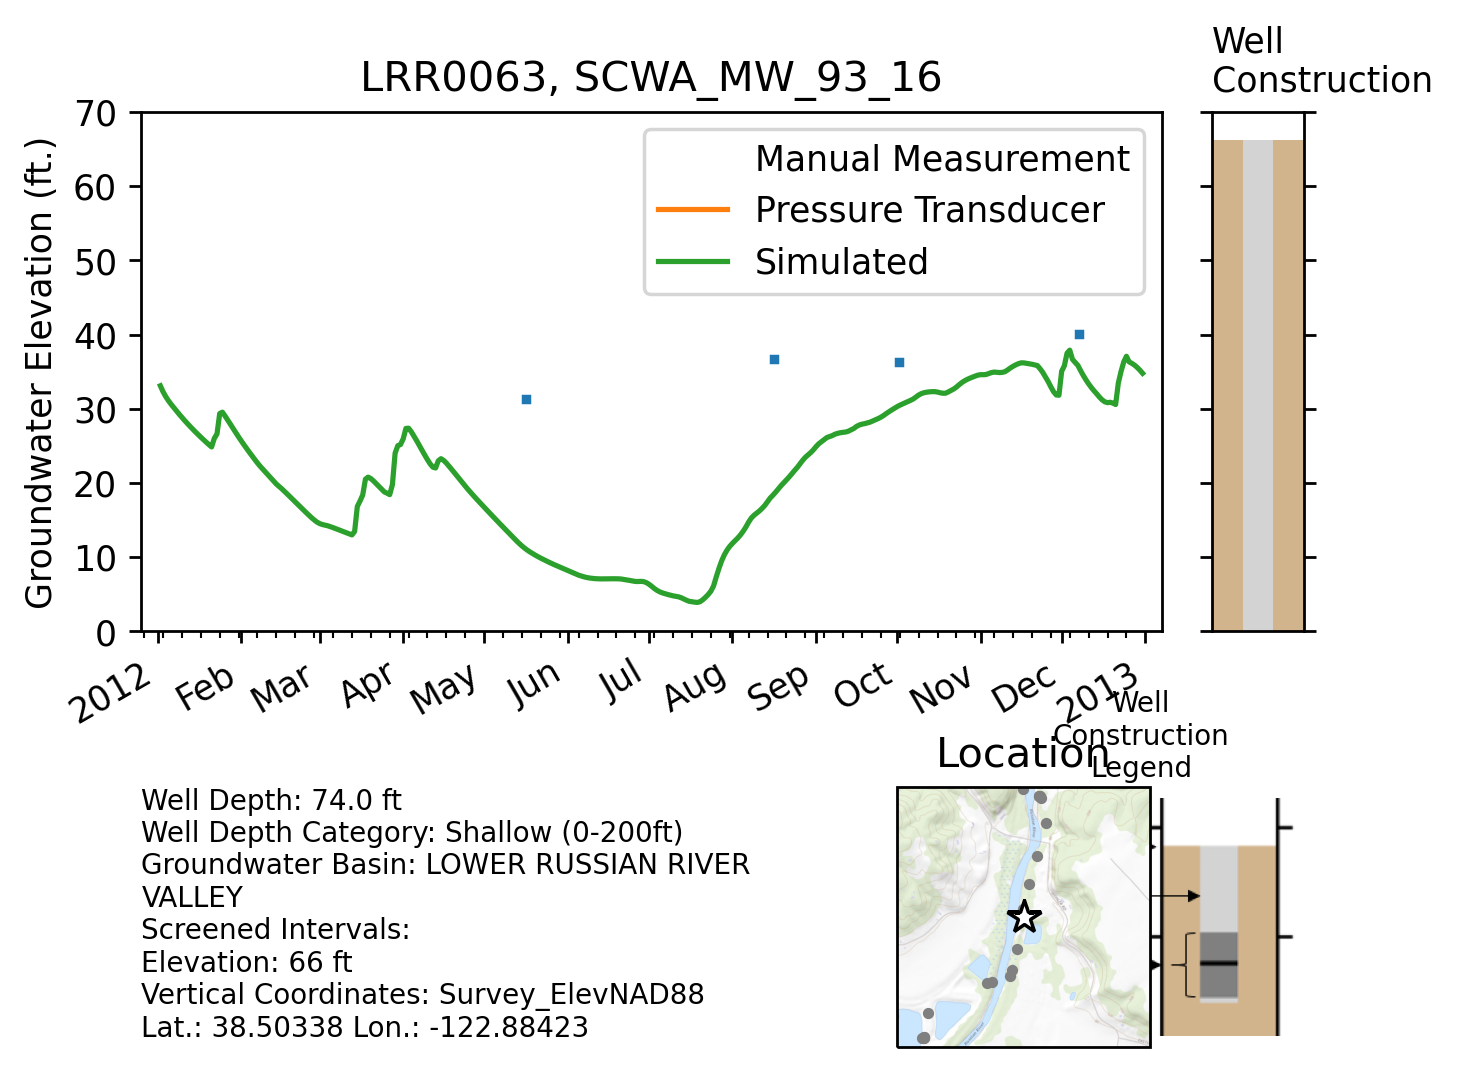 Well
Construction
LRR0063, SCWA_MW_93_16
Groundwater Elevation (ft.)
70
60
50
40
30
20
10
0
Manual Measurement
Pressure Transducer
Simulated
2012 Feb Mar Apr May Jun Jul Aug Sep Oct Nov Dec 2013
Well
Construction
Legend
Location
Well Depth: 74.0 ft
Well Depth Category: Shallow (0-200ft)
Groundwater Basin: LOWER RUSSIAN RIVER
VALLEY
Screened Intervals:
Elevation: 66 ft
Vertical Coordinates: Survey_ElevNAD88
Lat.: 38.50338 Lon.: -122.88423